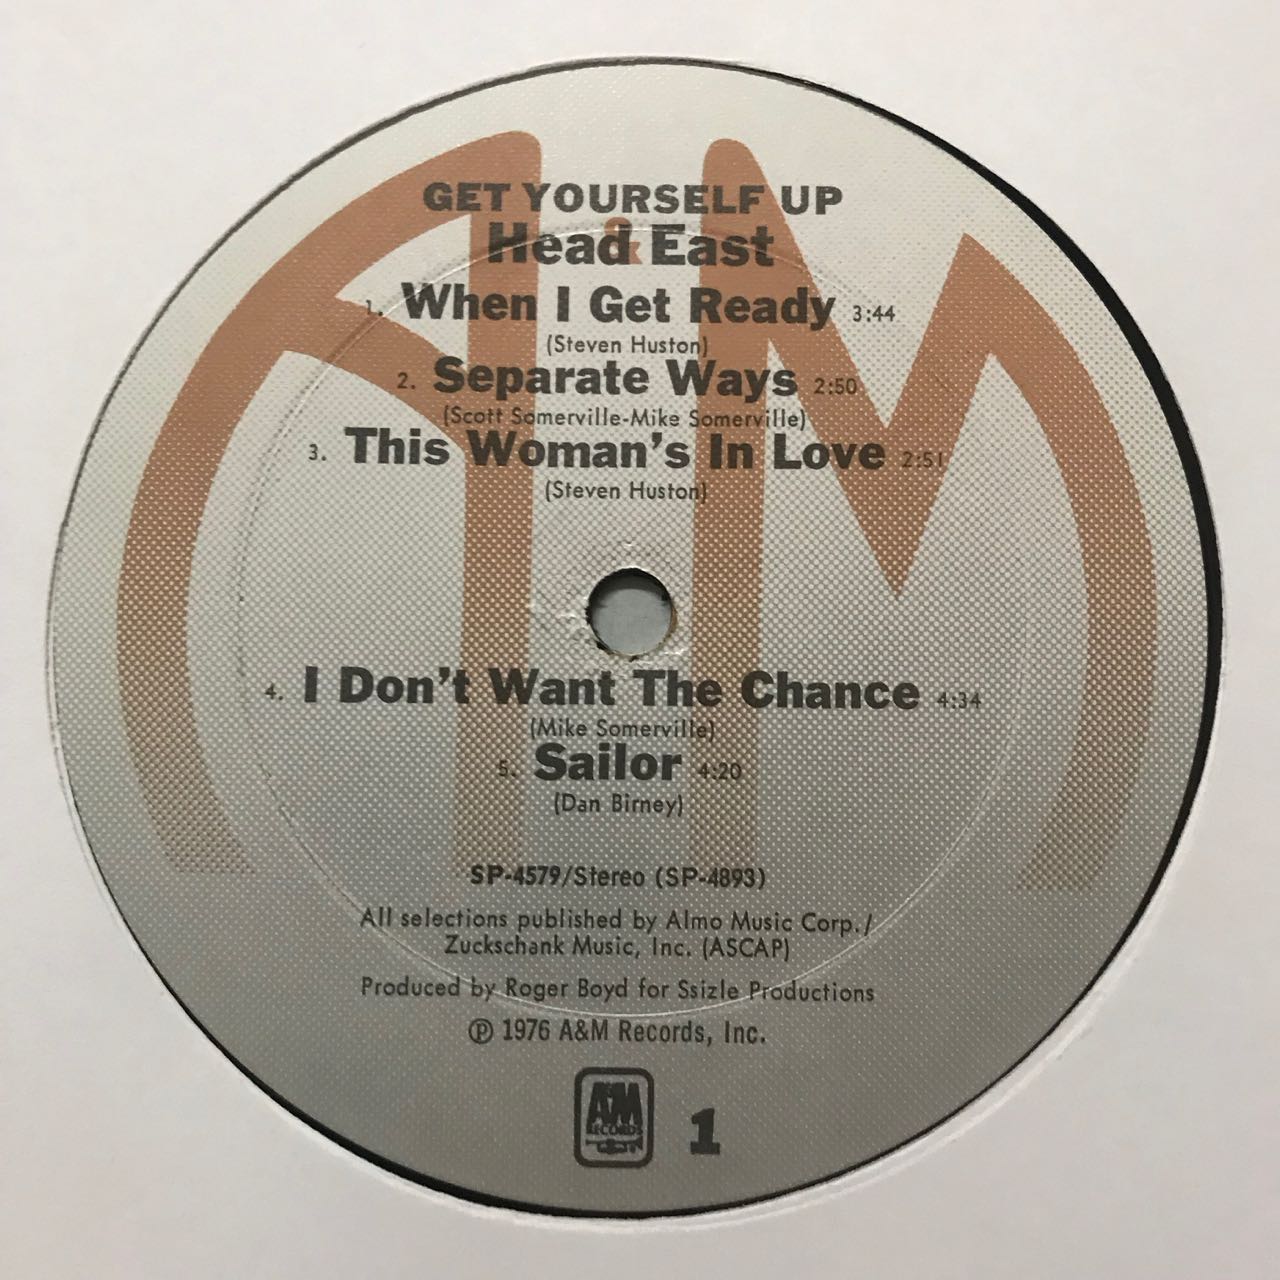 GET YOURSELF UP
Head East
1. When I Get Ready 3:44
(Steven Huston)
2. Separate Ways 2:50
(Scott Somerville-Mike Somerville)
3. This Woman's In Love 2:51
(Steven Huston)
4. I Don't Want The Chance 4:34
(Mike Somerville)
5. Sailor 4:20
(Dan Birney)
SP-4579/Stereo (SP-4893)
All selections published by Almo Music Corp./
Zuckschank Music, Inc. (ASCAP)
Produced by Roger Boyd for Ssizle Productions
℗ 1976 A&M Records, Inc.
A&M
RECORDS
1
A&M